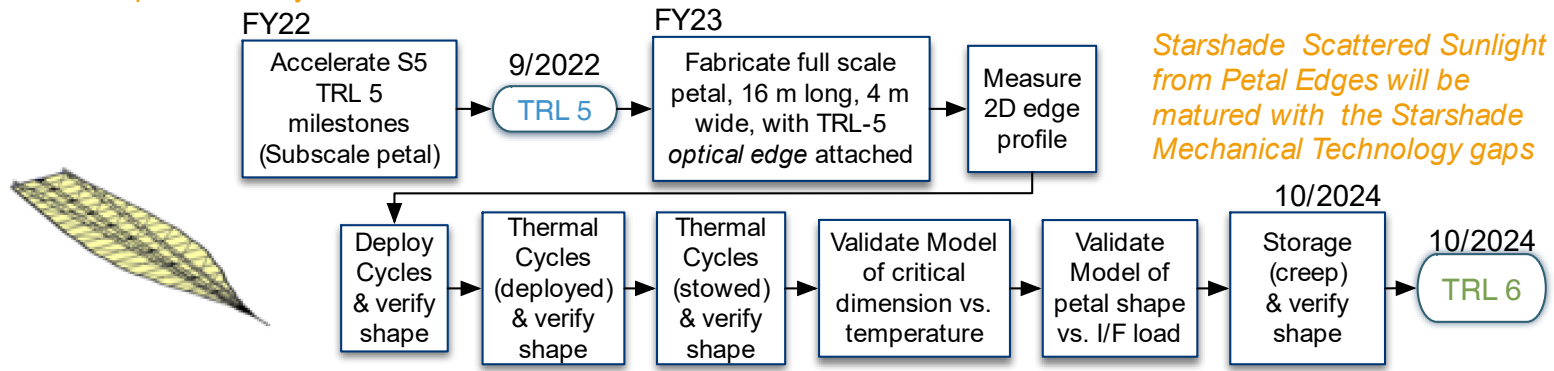 FY22
Accelerate S5
TRL 5
milestones
(Subscale petal)
9/2022
TRL 5
FY23
Fabricate full scale
petal, 16 m long, 4 m
wide, with TRL-5
optical edge attached
Measure
2D edge
profile
Starshade Scattered Sunlight
from Petal Edges will be
matured with the Starshade
Mechanical Technology gaps
Deploy
Cycles
& verify
shape
Thermal
Cycles
(deployed)
& verify
shape
Thermal
Cycles
(stowed) &
verify
shape
Validate Model
of critical
dimension vs.
temperature
Validate
Model of
petal shape
vs. I/F load
10/2024
Storage
(creep)
& verify
shape
10/2024
TRL 6